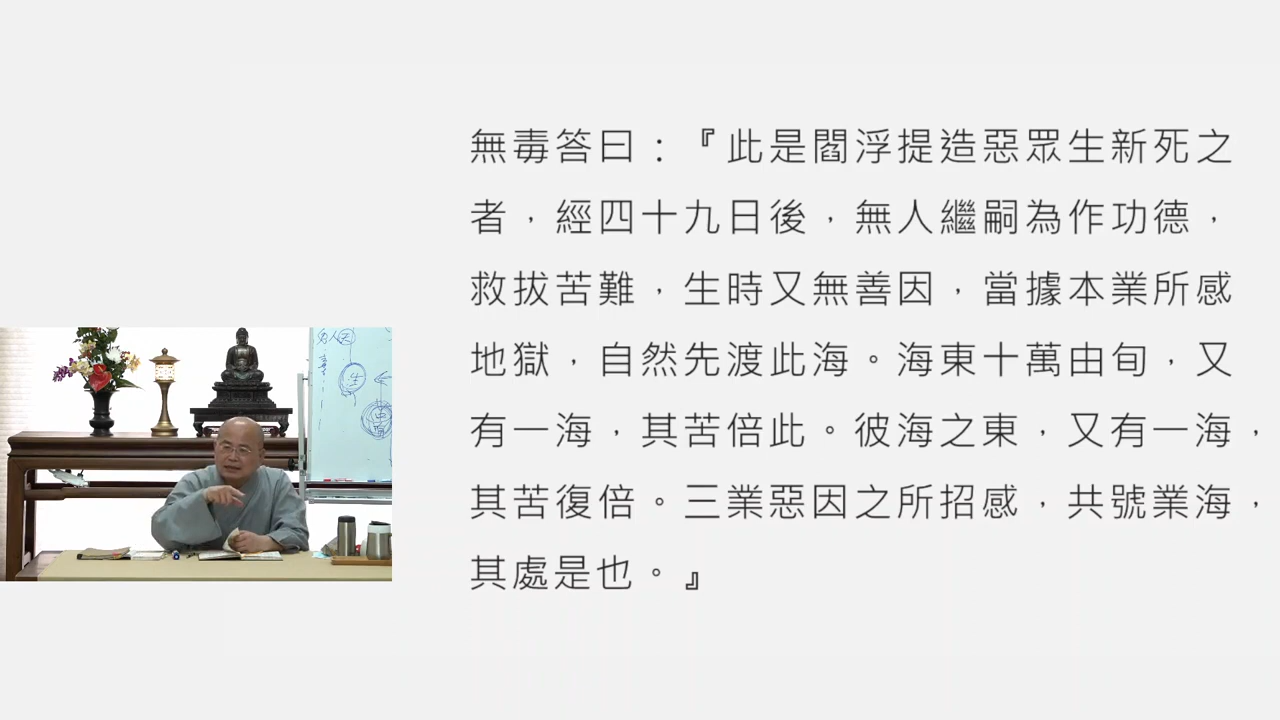 無毒答曰：『此是閻浮提造惡眾生新死之
者，經四十九日後，無人繼嗣為作功德，
救拔苦難，生時又無善因，當據本業所感
地獄，自然先渡此海。海東十萬由旬，又
有一海，其苦倍此。彼海之東，又有一海，
其苦復倍。三業惡因之所招感，共號業海，
其處是也。』